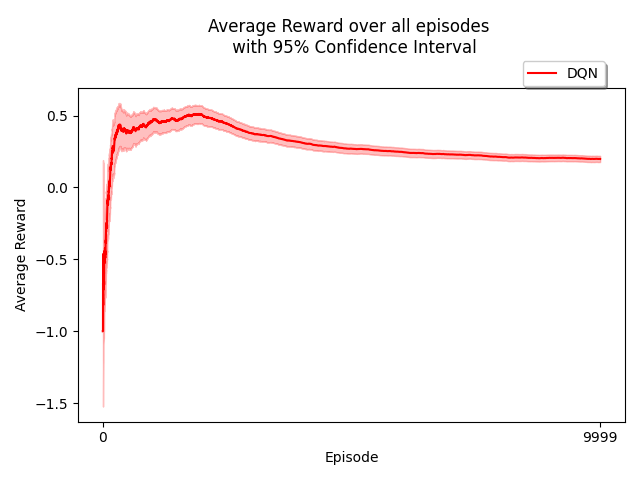 Average Reward over all episodes
with 95% Confidence Interval
DQN
0.5
0.0
−0.5
−1.0
−1.5
Average Reward
0
9999
Episode